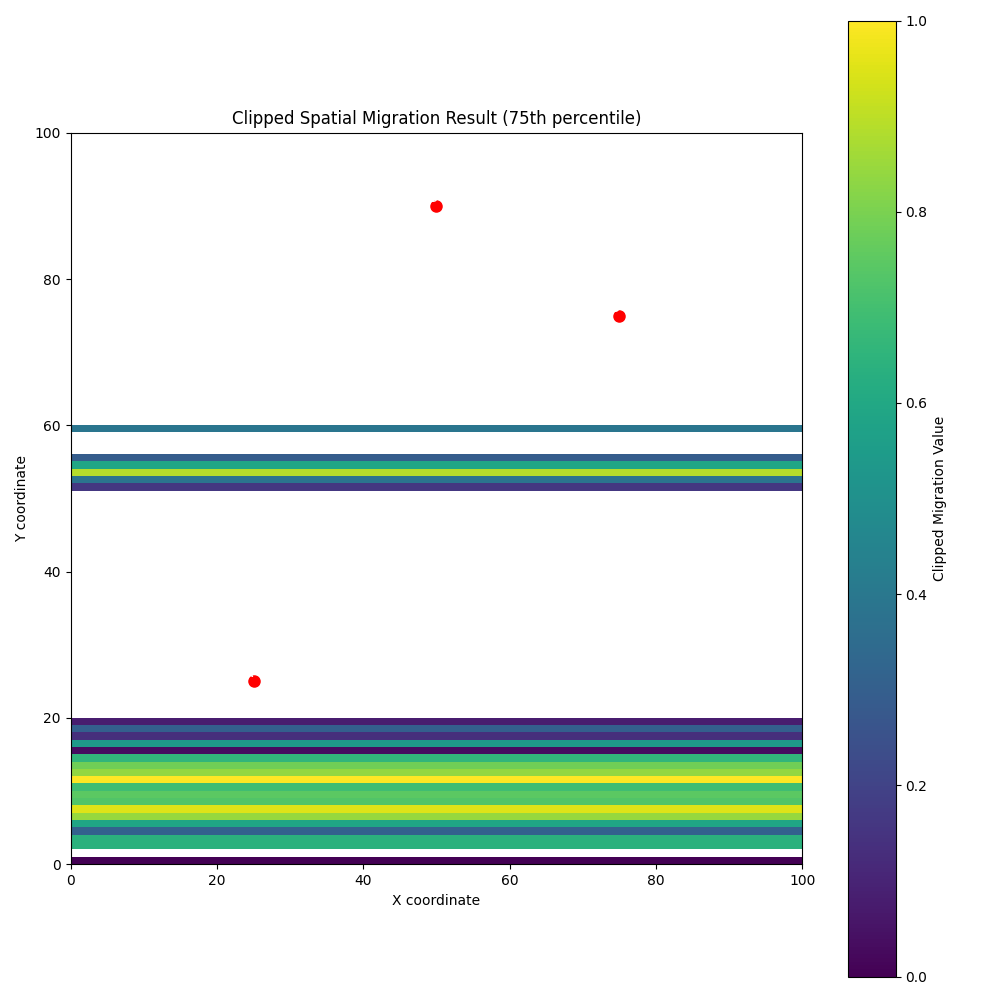 Clipped Spatial Migration Result (75th percentile)
100
80
60
40
20
0
Y coordinate
0 20 40 60 80 100
X coordinate
1.0
0.8
0.6
0.4
0.2
0.0
Clipped Migration Value